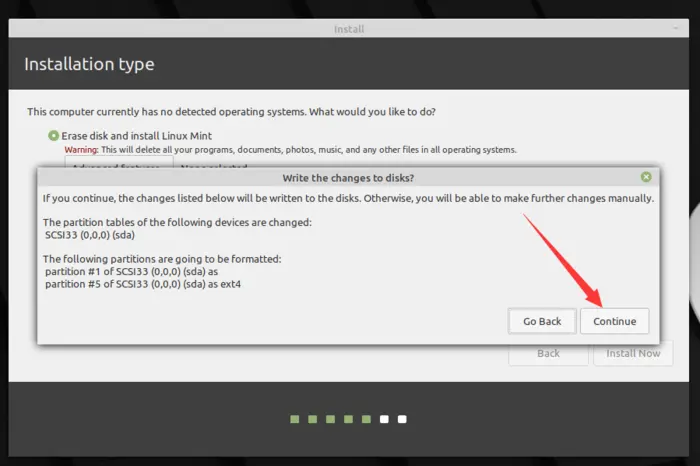 Install
Installation type
This computer currently has no detected operating systems. What would you like to do?
Erase disk and install Linux Mint
Warning: This will delete all your programs, documents, photos, music, and any other files in all operating systems.
Advanced features... None selected
Write the changes to disks?
If you continue, the changes listed below will be written to the disks. Otherwise, you will be able to make further changes manually.
The partition tables of the following devices are changed:
SCSI33 (0,0,0) (sda)
The following partitions are going to be formatted:
partition #1 of SCSI33 (0,0,0) (sda) as
partition #5 of SCSI33 (0,0,0) (sda) as ext4
Go Back Continue
Back Install Now